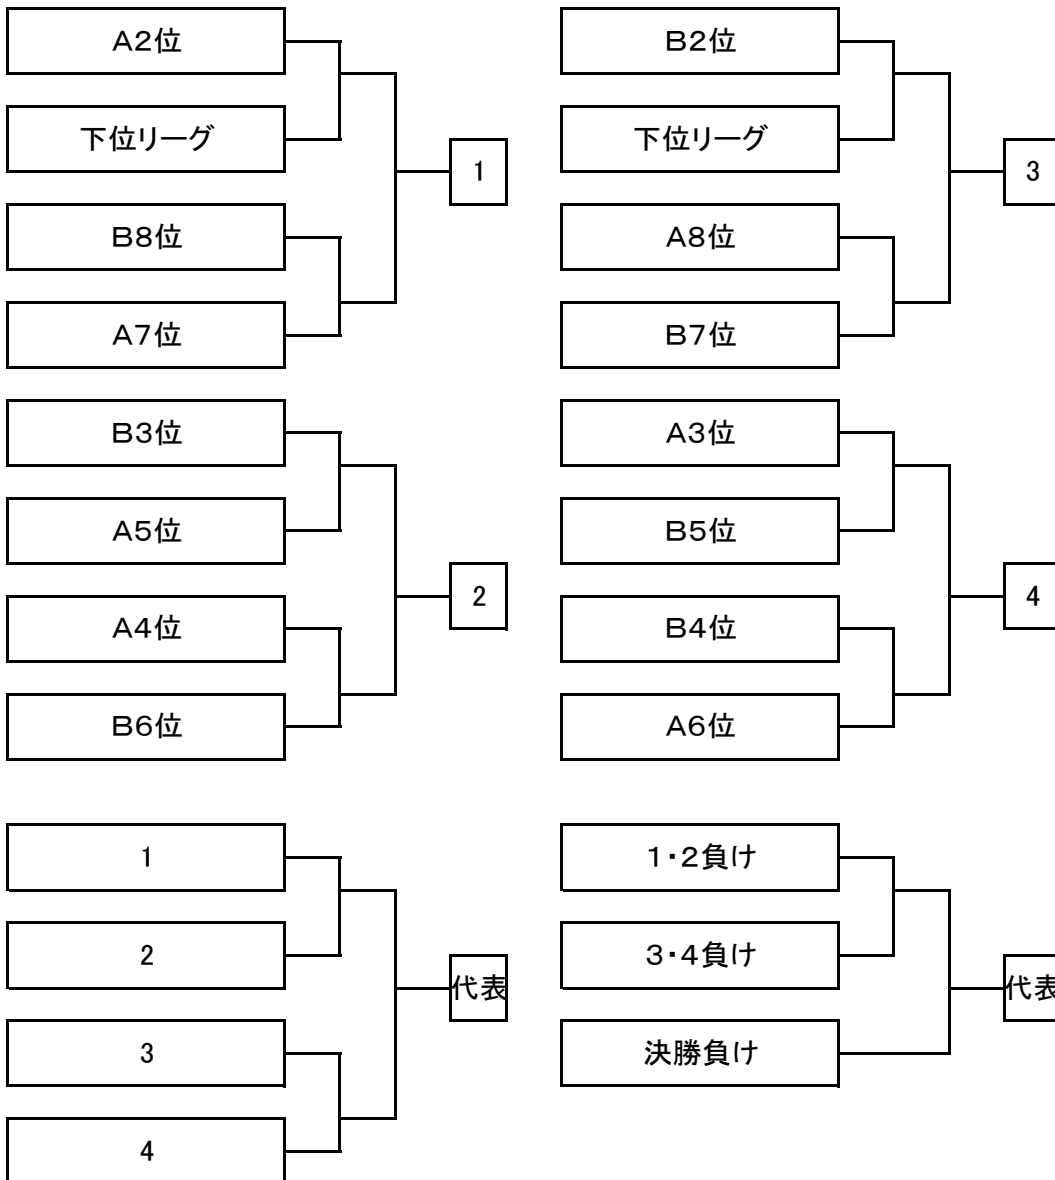 A2位
下位リーグ
1
B8位
A7位
B3位
A5位
2
A4位
B6位
B2位
下位リーグ
3
A8位
B7位
A3位
B5位
4
B4位
A6位
1
2
代表
3
4
1・2負け
3・4負け
代表
決勝負け